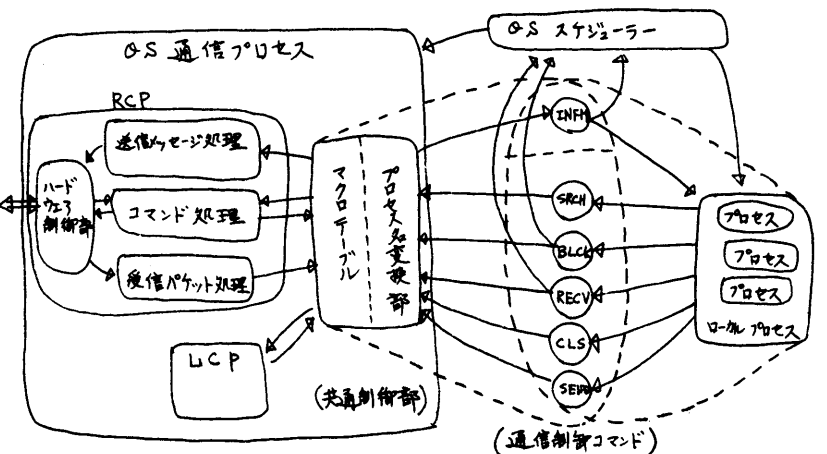 OS 通信プロセス
OS スケジューラー
RCP
送信メッセージ処理
ハード
ウェア
制御部
コマンド処理
受信パケット処理
マクロテーブル
プロセス名変換部
LCP
(共通制御部)
INFM
SRCH
BLCK
RECV
CLS
SEND
(通信制御コマンド)
プロセス
プロセス
プロセス
ローカルプロセス